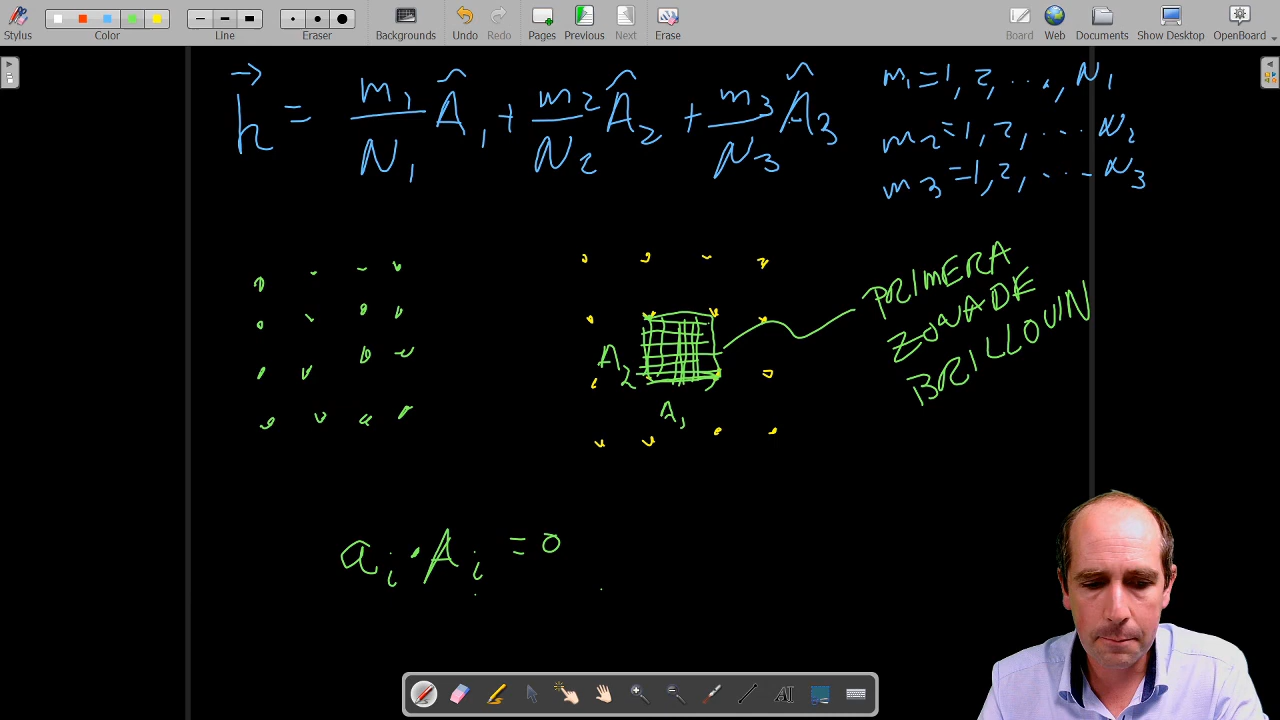 Stylus
Color
Line
Eraser
Backgrounds
Undo
Redo
Pages
Previous
Next
Erase
Board
Web
Documents
Show Desktop
OpenBoard
h⃗ = m₁/N₁ Â₁ + m₂/N₂ Â₂ + m₃/N₃ Â₃
m₁=1, 2, ..., N₁
m₂=1, 2, ... N₂
m₃=1, 2, ... N₃
PRIMERA
ZONA DE
BRILLOUIN
A₂
A₁
aᵢ · Aᵢ = 0
AI